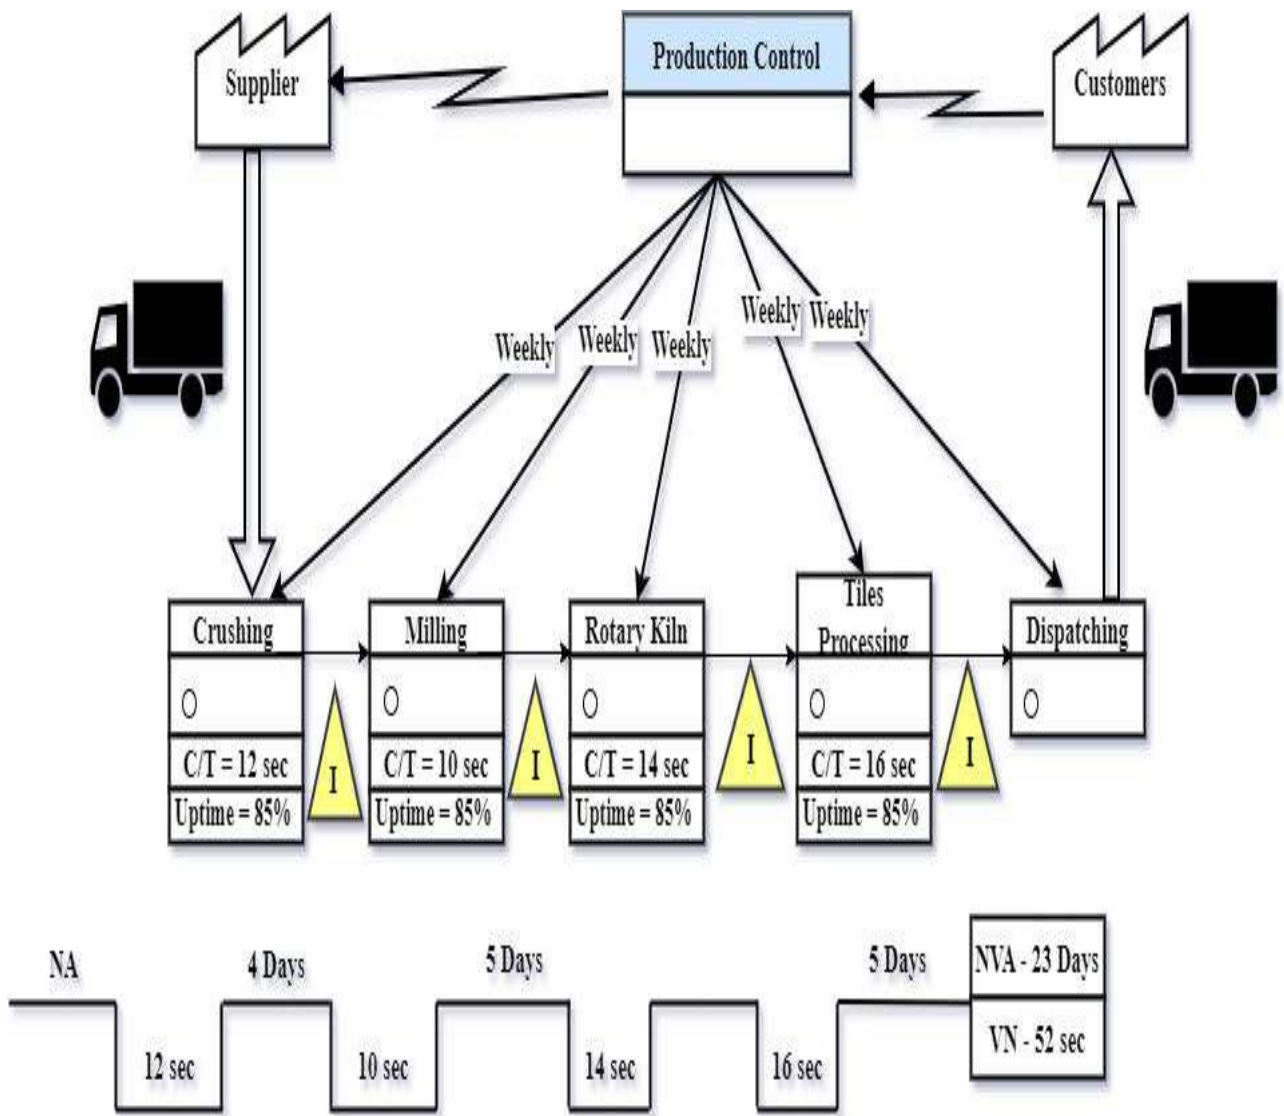 Supplier
Production Control
Customers
Weekly
Weekly
Weekly
Weekly
Weekly
Crushing
Milling
Rotary Kiln
Tiles
Processing
Dispatching
C/T = 12 sec
Uptime = 85%
I
C/T = 10 sec
Uptime = 85%
I
C/T = 14 sec
Uptime = 85%
I
C/T = 16 sec
Uptime = 85%
I
NA
4 Days
5 Days
5 Days
12 sec
10 sec
14 sec
16 sec
NVA - 23 Days
VN - 52 sec